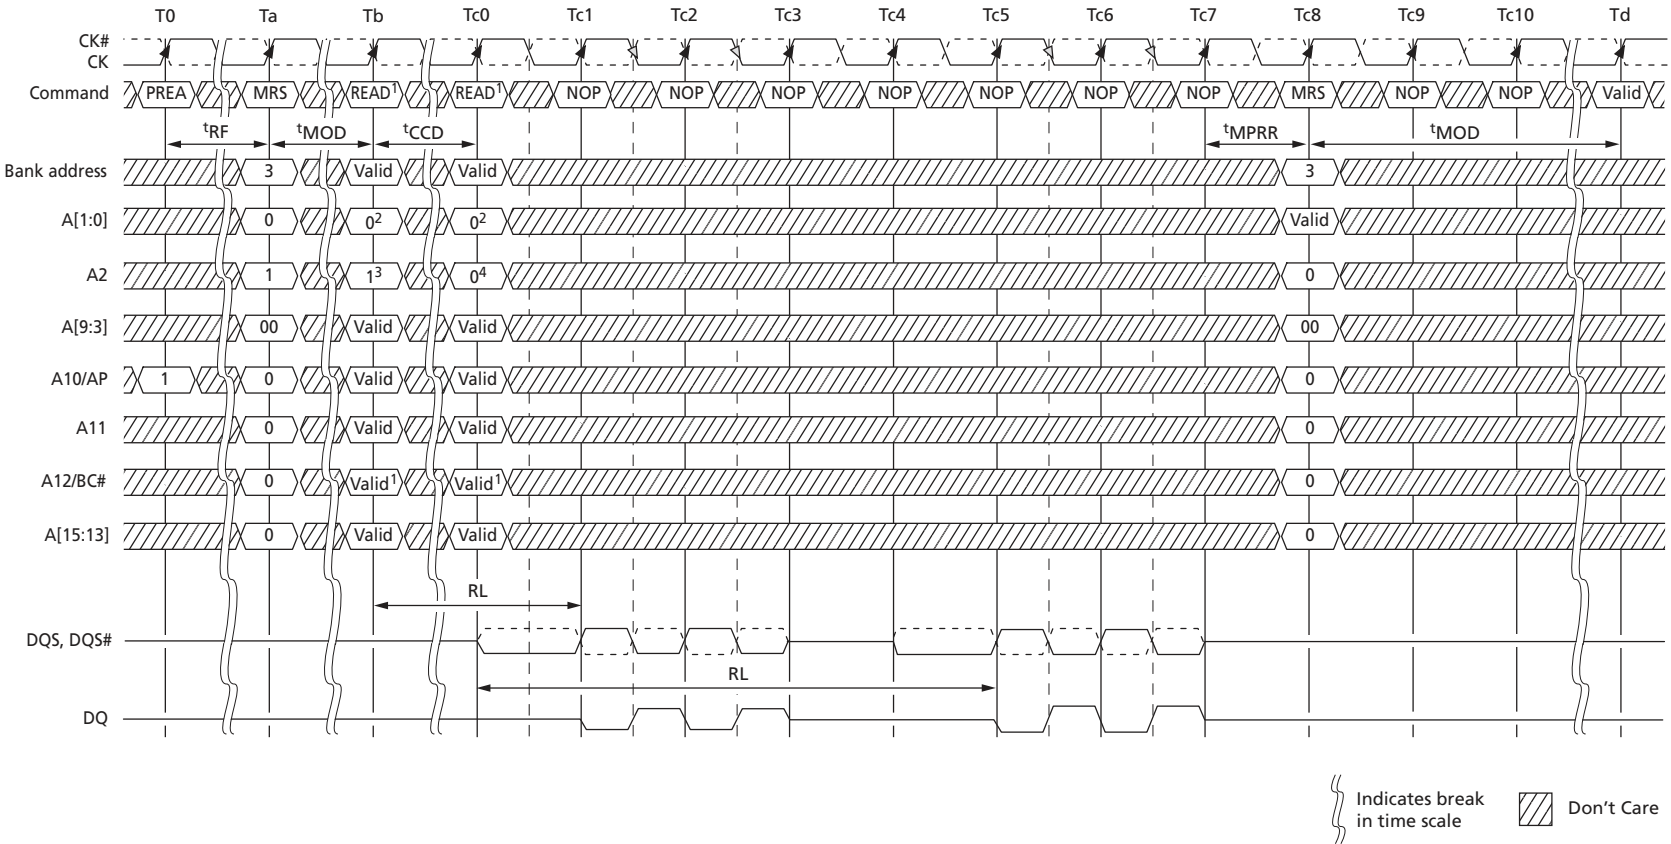 T0 Ta Tb Tc0 Tc1 Tc2 Tc3 Tc4 Tc5 Tc6 Tc7 Tc8 Tc9 Tc10 Td
CK#
CK
Command PREA MRS READ1 READ1 NOP NOP NOP NOP NOP NOP NOP MRS NOP NOP Valid
tRF tMOD tCCD tMPRR tMOD
Bank address 3 Valid Valid 3
A[1:0] 0 02 02 Valid
A2 1 13 04 0
A[9:3] 00 Valid Valid 00
A10/AP 1 0 Valid Valid 0
A11 0 Valid Valid 0
A12/BC# 0 Valid1 Valid1 0
A[15:13] 0 Valid Valid 0
RL
DQS, DQS#
RL
DQ
Indicates break
in time scale
Don't Care